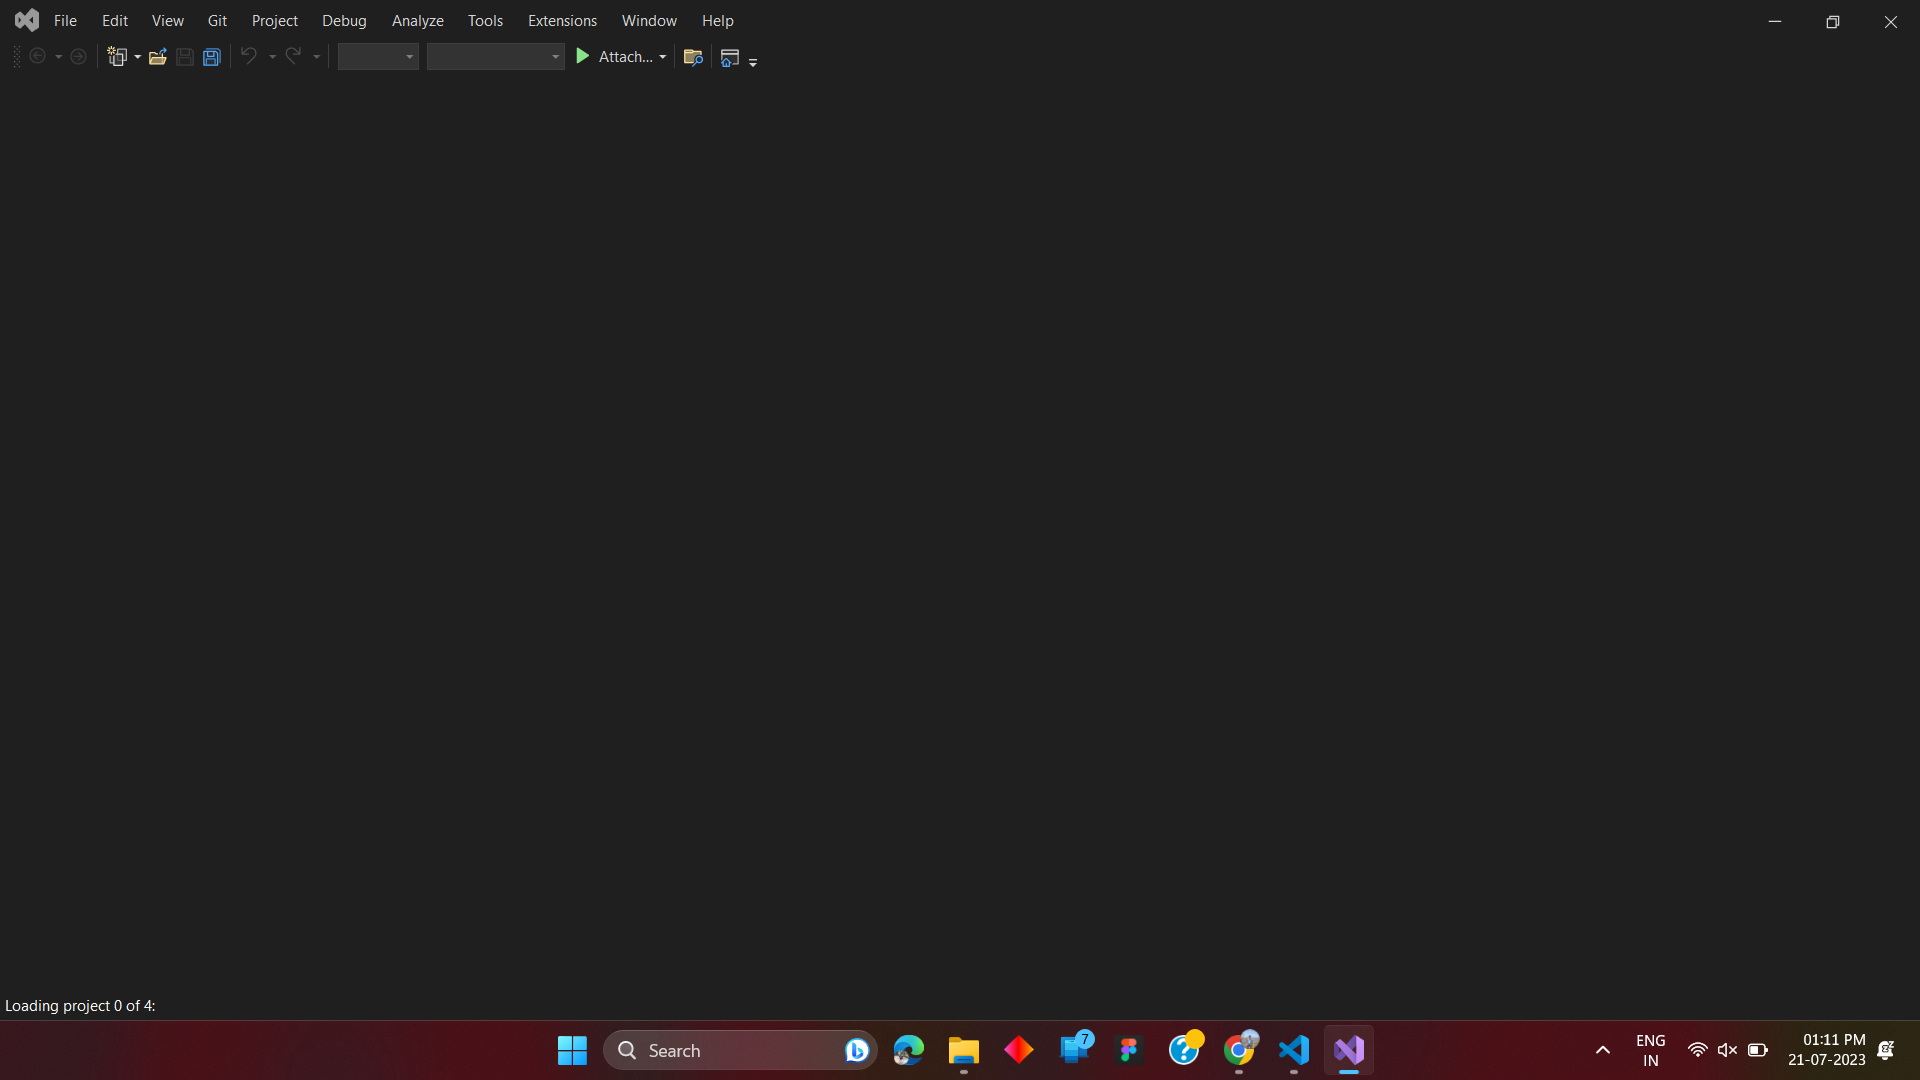 File Edit View Git Project Debug Analyze Tools Extensions Window Help
Attach...
Loading project 0 of 4:
Search
7
ENG
IN
01:11 PM
21-07-2023